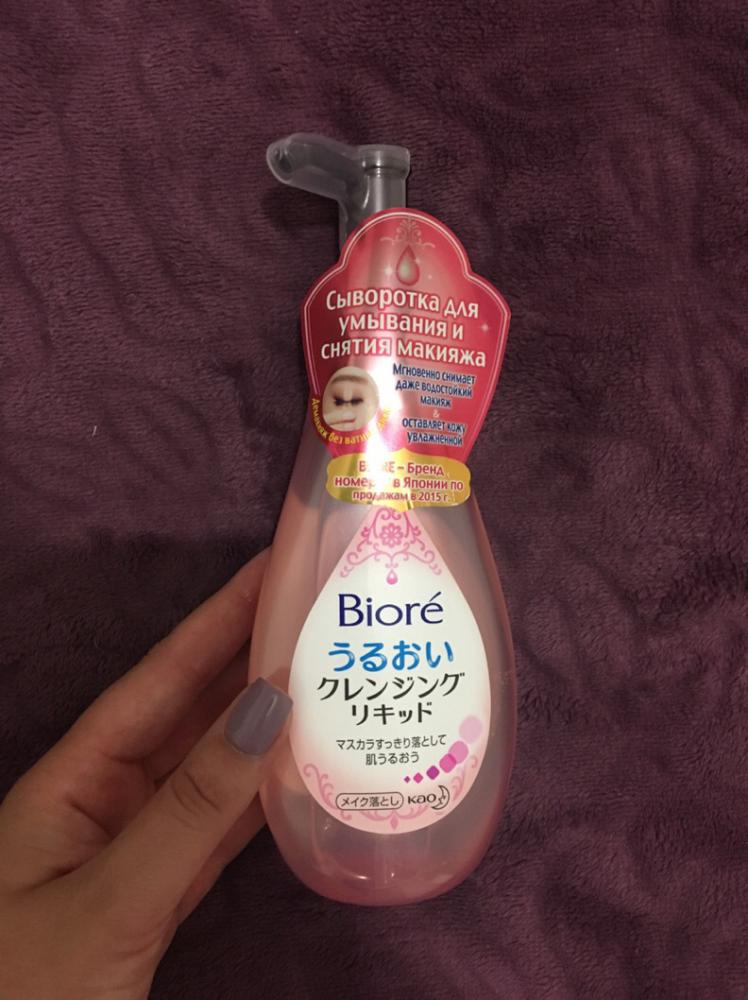 Сыворотка для
умывания и
снятия макияжа
Мгновенно снимает
даже водостойкий
макияж
&
оставляет кожу
увлажненной
Демакияж без
Бренд
в Японии по
продажам в 2015 г.
Bioré
うるおい
クレンジング
リキッド
マスカラすっきり落として
肌うるおう
メイク落とし Kao